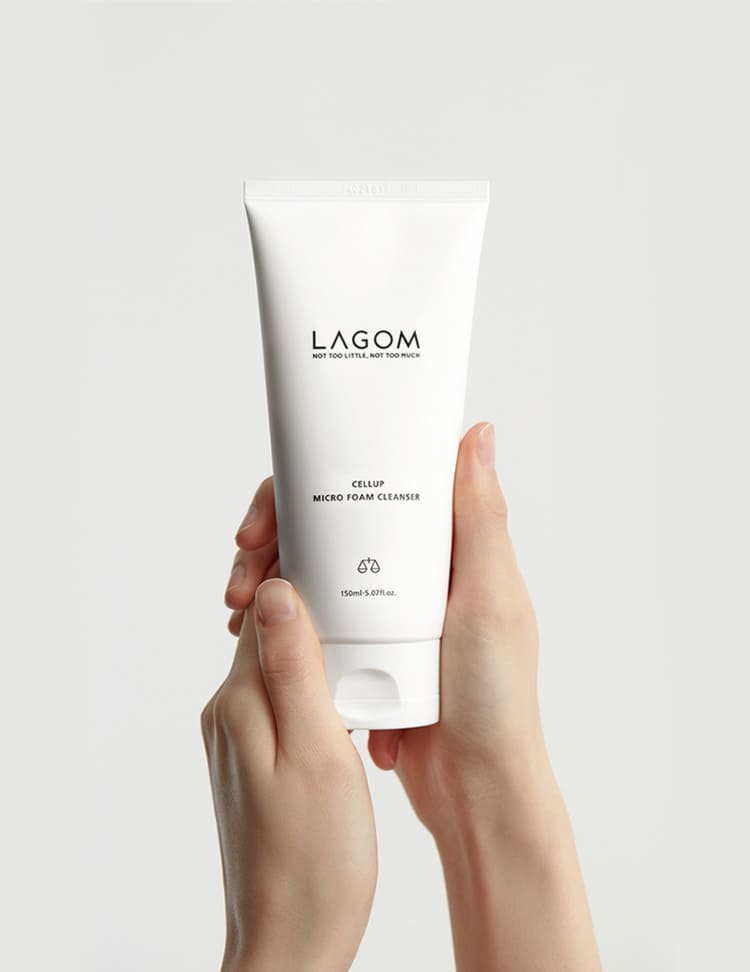 LAGOM
NOT TOO LITTLE, NOT TOO MUCH
CELLUP
MICRO FOAM CLEANSER
150ml·5.07fl.oz.